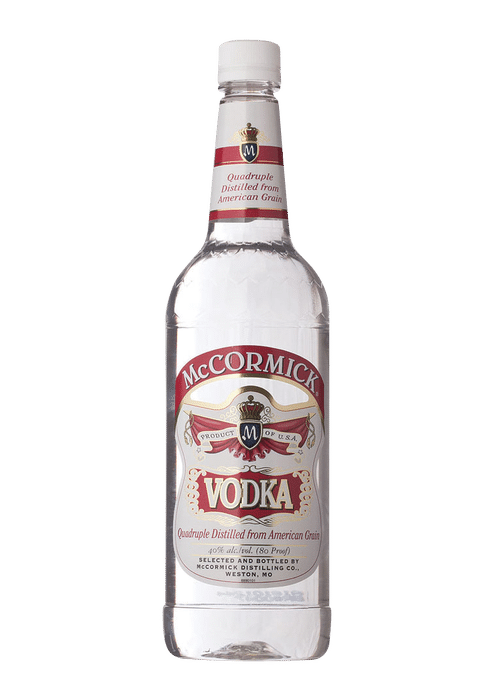 M
Quadruple
Distilled from
American Grain
McCORMICK
PRODUCT OF U.S.A.
M
VODKA
Quadruple Distilled from American Grain
40% alc./vol. (80 Proof)
SELECTED AND BOTTLED BY
McCORMICK DISTILLING CO.,
WESTON, MO